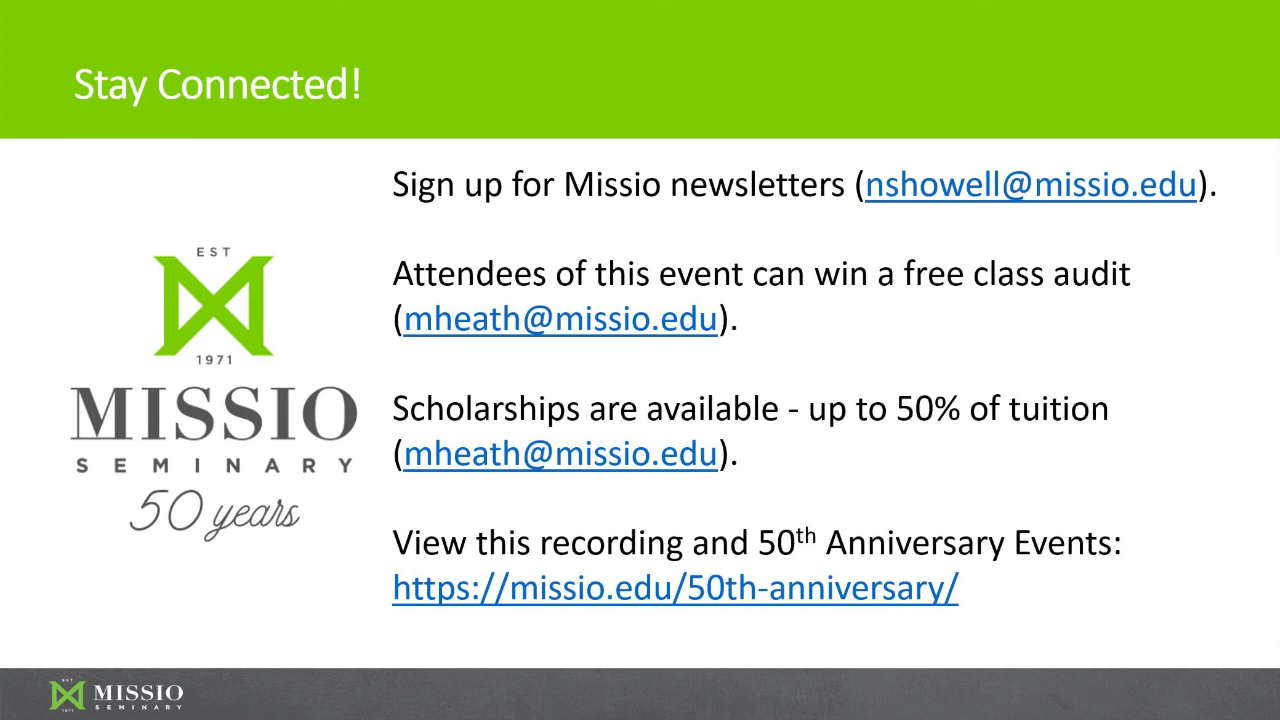 Stay Connected!
Sign up for Missio newsletters (nshowell@missio.edu).
Attendees of this event can win a free class audit
(mheath@missio.edu).
Scholarships are available - up to 50% of tuition
(mheath@missio.edu).
View this recording and 50th Anniversary Events:
https://missio.edu/50th-anniversary/
EST
1971
MISSIO
SEMINARY
50 years
EST
1971
MISSIO
SEMINARY